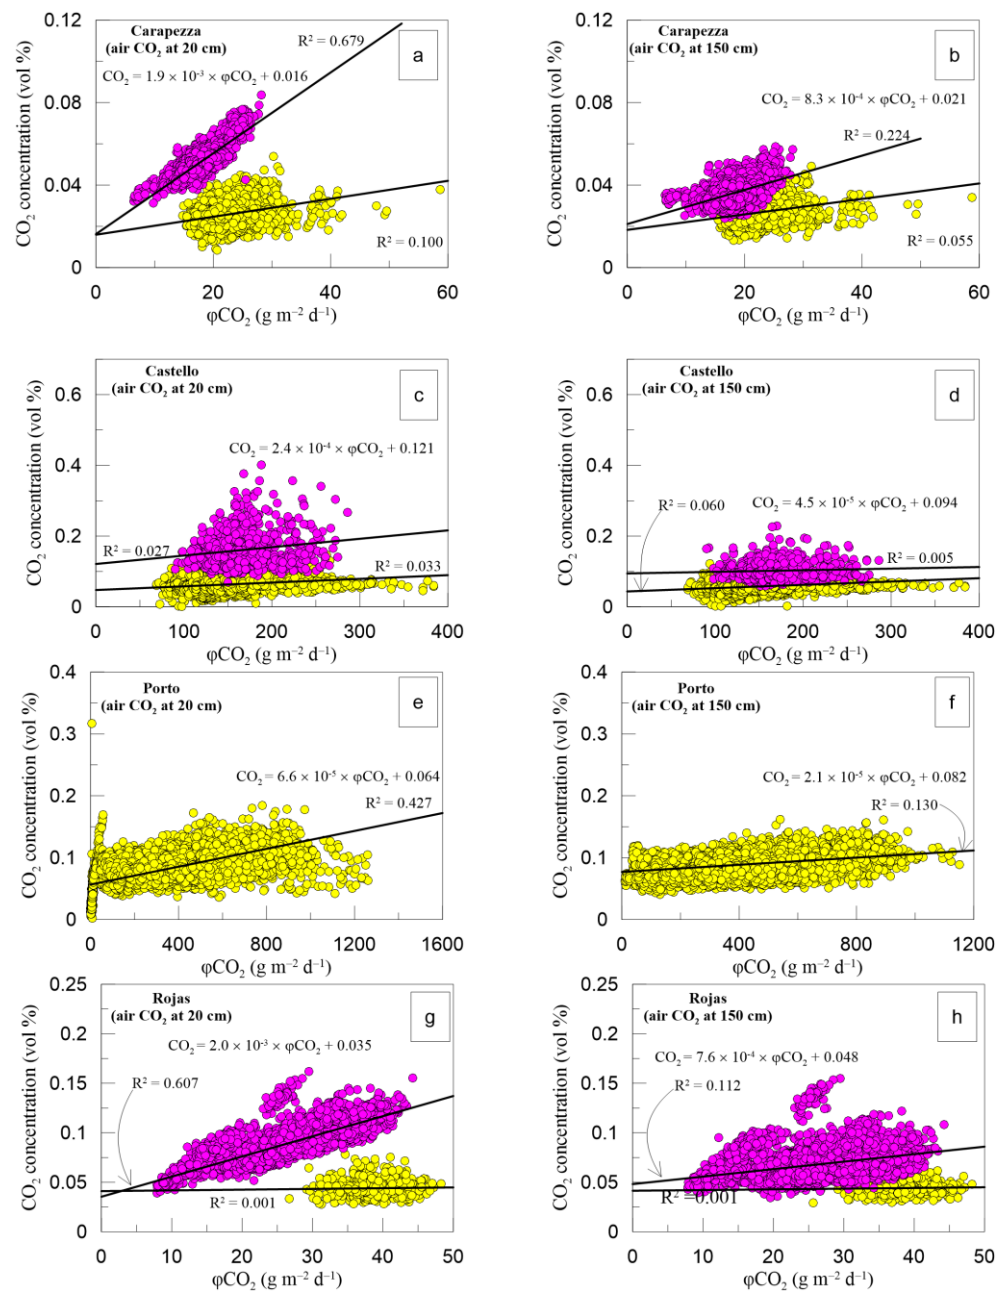 0.12
0.08
0.04
0
CO₂ concentration (vol %)
Carapezza
(air CO₂ at 20 cm)
R² = 0.679
a
CO₂ = 1.9 × 10⁻³ × φCO₂ + 0.016
R² = 0.100
0 20 40 60
φCO₂ (g m⁻² d⁻¹)
0.12
0.08
0.04
0
CO₂ concentration (vol %)
Carapezza
(air CO₂ at 150 cm)
b
CO₂ = 8.3 × 10⁻⁴ × φCO₂ + 0.021
R² = 0.224
R² = 0.055
0 20 40 60
φCO₂ (g m⁻² d⁻¹)
0.6
0.4
0.2
0
CO₂ concentration (vol %)
Castello
(air CO₂ at 20 cm)
c
CO₂ = 2.4 × 10⁻⁴ × φCO₂ + 0.121
R² = 0.027
R² = 0.033
0 100 200 300 400
φCO₂ (g m⁻² d⁻¹)
0.6
0.4
0.2
0
CO₂ concentration (vol %)
Castello
(air CO₂ at 150 cm)
d
R² = 0.060
CO₂ = 4.5 × 10⁻⁵ × φCO₂ + 0.094
R² = 0.005
0 100 200 300 400
φCO₂ (g m⁻² d⁻¹)
0.4
0.3
0.2
0.1
0
CO₂ concentration (vol %)
Porto
(air CO₂ at 20 cm)
e
CO₂ = 6.6 × 10⁻⁵ × φCO₂ + 0.064
R² = 0.427
0 400 800 1200 1600
φCO₂ (g m⁻² d⁻¹)
0.4
0.3
0.2
0.1
0
CO₂ concentration (vol %)
Porto
(air CO₂ at 150 cm)
f
CO₂ = 2.1 × 10⁻⁵ × φCO₂ + 0.082
R² = 0.130
0 400 800 1200
φCO₂ (g m⁻² d⁻¹)
0.25
0.2
0.15
0.1
0.05
0
CO₂ concentration (vol %)
Rojas
(air CO₂ at 20 cm)
g
CO₂ = 2.0 × 10⁻³ × φCO₂ + 0.035
R² = 0.607
R² = 0.001
0 10 20 30 40 50
φCO₂ (g m⁻² d⁻¹)
0.25
0.2
0.15
0.1
0.05
0
CO₂ concentration (vol %)
Rojas
(air CO₂ at 150 cm)
h
CO₂ = 7.6 × 10⁻⁴ × φCO₂ + 0.048
R² = 0.112
R² =0.001
0 10 20 30 40 50
φCO₂ (g m⁻² d⁻¹)